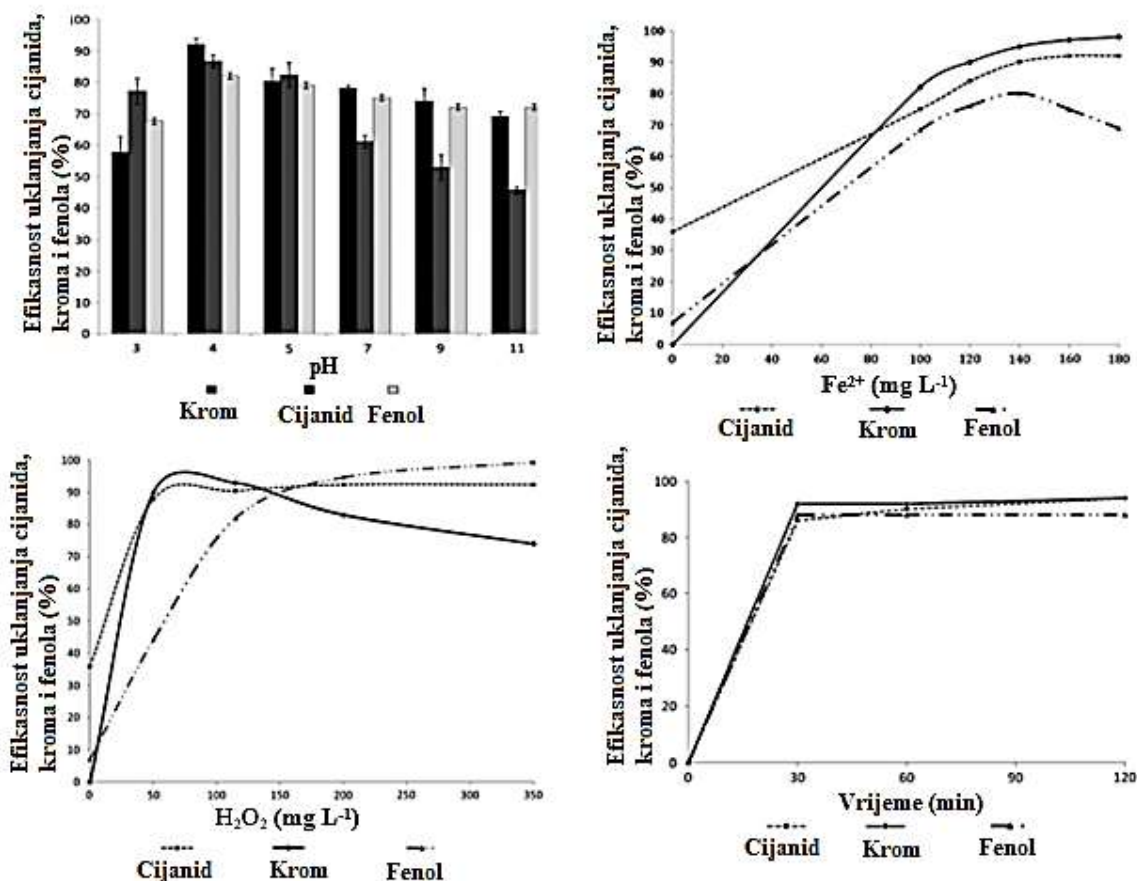 Efikasnost uklanjanja cijanida,
kroma i fenola (%)
100
90
80
70
60
50
40
30
20
10
0
3 4 5 7 9 11
pH
Krom Cijanid Fenol
Efikasnost uklanjanja cijanida,
kroma i fenola (%)
100
90
80
70
60
50
40
30
20
10
0
0 20 40 60 80 100 120 140 160 180
Fe²⁺ (mg L⁻¹)
Cijanid Krom Fenol
Efikasnost uklanjanja cijanida,
kroma i fenola (%)
100
90
80
70
60
50
40
30
20
10
0
0 50 100 150 200 250 300 350
H₂O₂ (mg L⁻¹)
Cijanid Krom Fenol
Efikasnost uklanjanja cijanida,
kroma i fenola (%)
100
80
60
40
20
0
0 30 60 90 120
Vrijeme (min)
Cijanid Krom Fenol